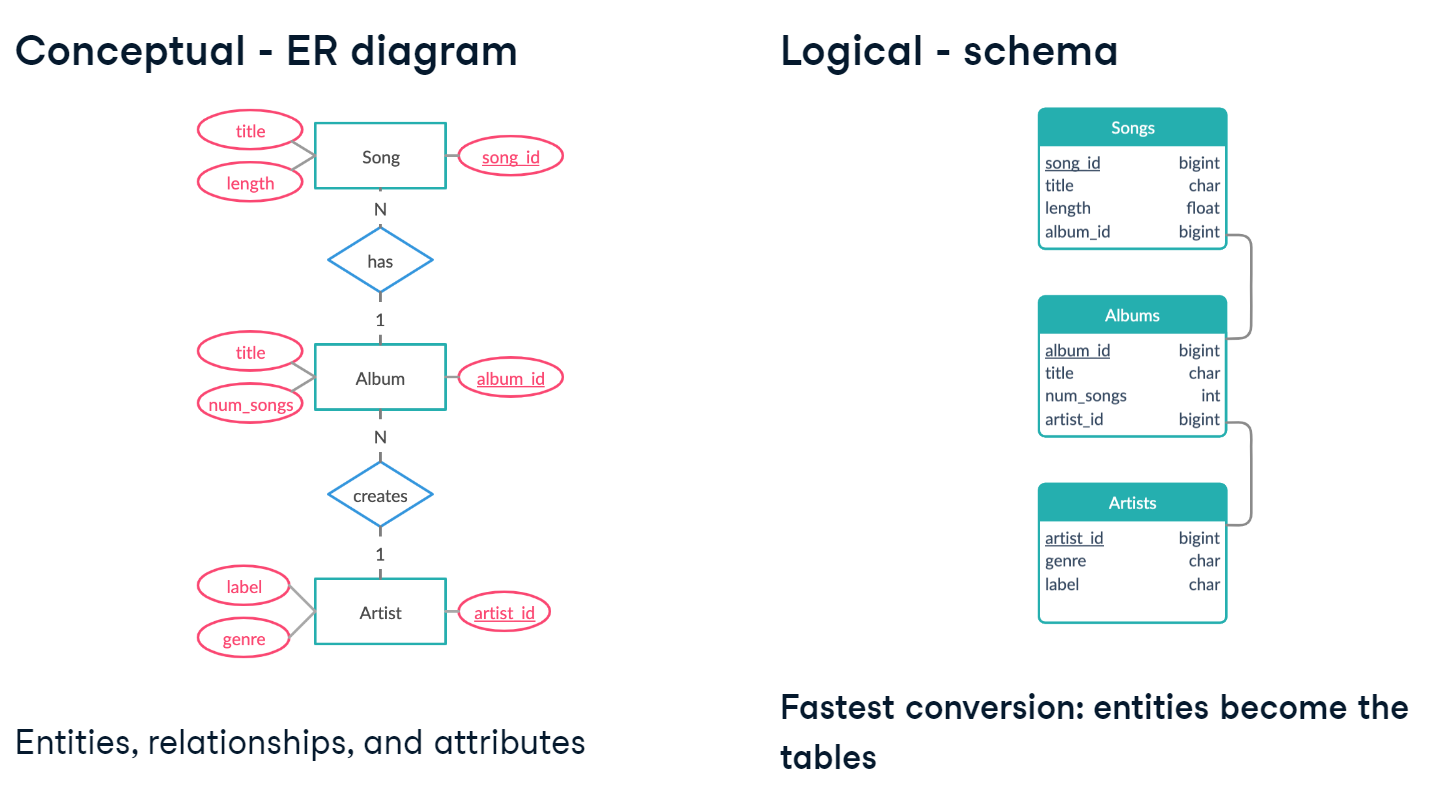 Conceptual - ER diagram
title
Song
song_id
length
N
has
1
title
Album
album_id
num_songs
N
creates
1
label
Artist
artist_id
genre
Entities, relationships, and attributes
Logical - schema
Songs
song_id bigint
title char
length float
album_id bigint
Albums
album_id bigint
title char
num_songs int
artist_id bigint
Artists
artist_id bigint
genre char
label char
Fastest conversion: entities become the
tables